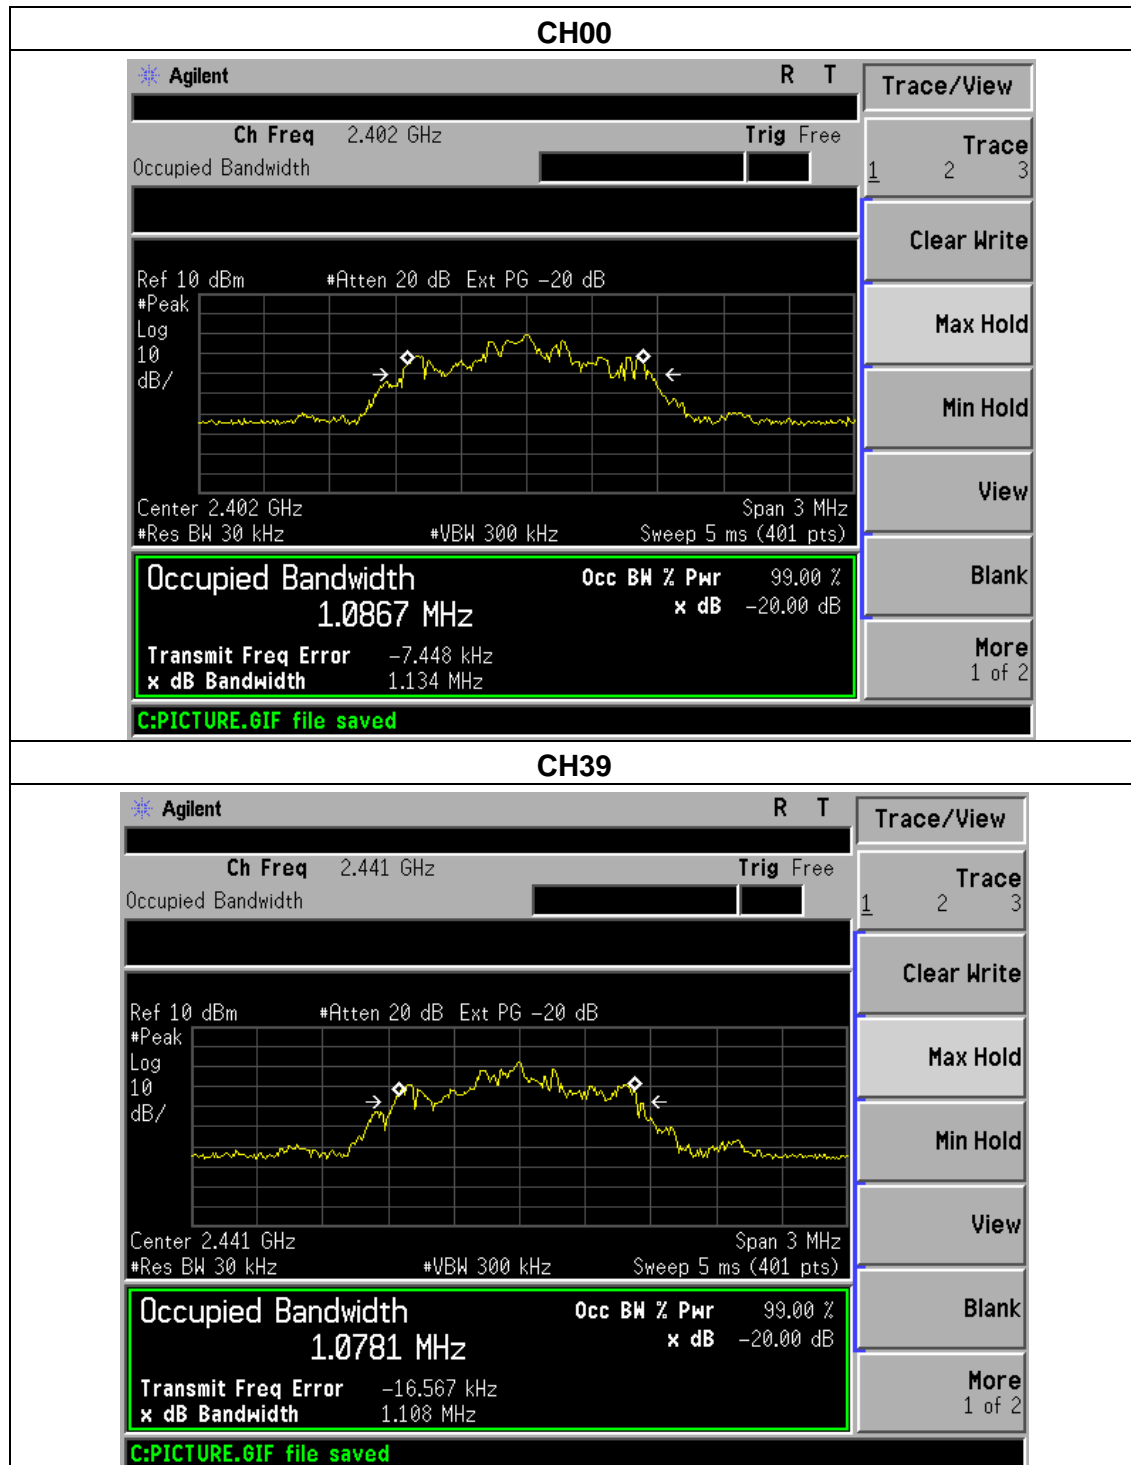 CH00
Agilent R T
Trace/View
Ch Freq 2.402 GHz Trig Free
Occupied Bandwidth
Trace
1 2 3
Clear Write
Ref 10 dBm #Atten 20 dB Ext PG -20 dB
#Peak
Log
10
dB/
Max Hold
Min Hold
View
Center 2.402 GHz Span 3 MHz
#Res BW 30 kHz #VBW 300 kHz Sweep 5 ms (401 pts)
Occupied Bandwidth Occ BW % Pwr 99.00 %
1.0867 MHz x dB -20.00 dB
Transmit Freq Error -7.448 kHz
x dB Bandwidth 1.134 MHz
Blank
More
1 of 2
C:PICTURE.GIF file saved
CH39
Agilent R T
Trace/View
Ch Freq 2.441 GHz Trig Free
Occupied Bandwidth
Trace
1 2 3
Clear Write
Ref 10 dBm #Atten 20 dB Ext PG -20 dB
#Peak
Log
10
dB/
Max Hold
Min Hold
View
Center 2.441 GHz Span 3 MHz
#Res BW 30 kHz #VBW 300 kHz Sweep 5 ms (401 pts)
Occupied Bandwidth Occ BW % Pwr 99.00 %
1.0781 MHz x dB -20.00 dB
Transmit Freq Error -16.567 kHz
x dB Bandwidth 1.108 MHz
Blank
More
1 of 2
C:PICTURE.GIF file saved